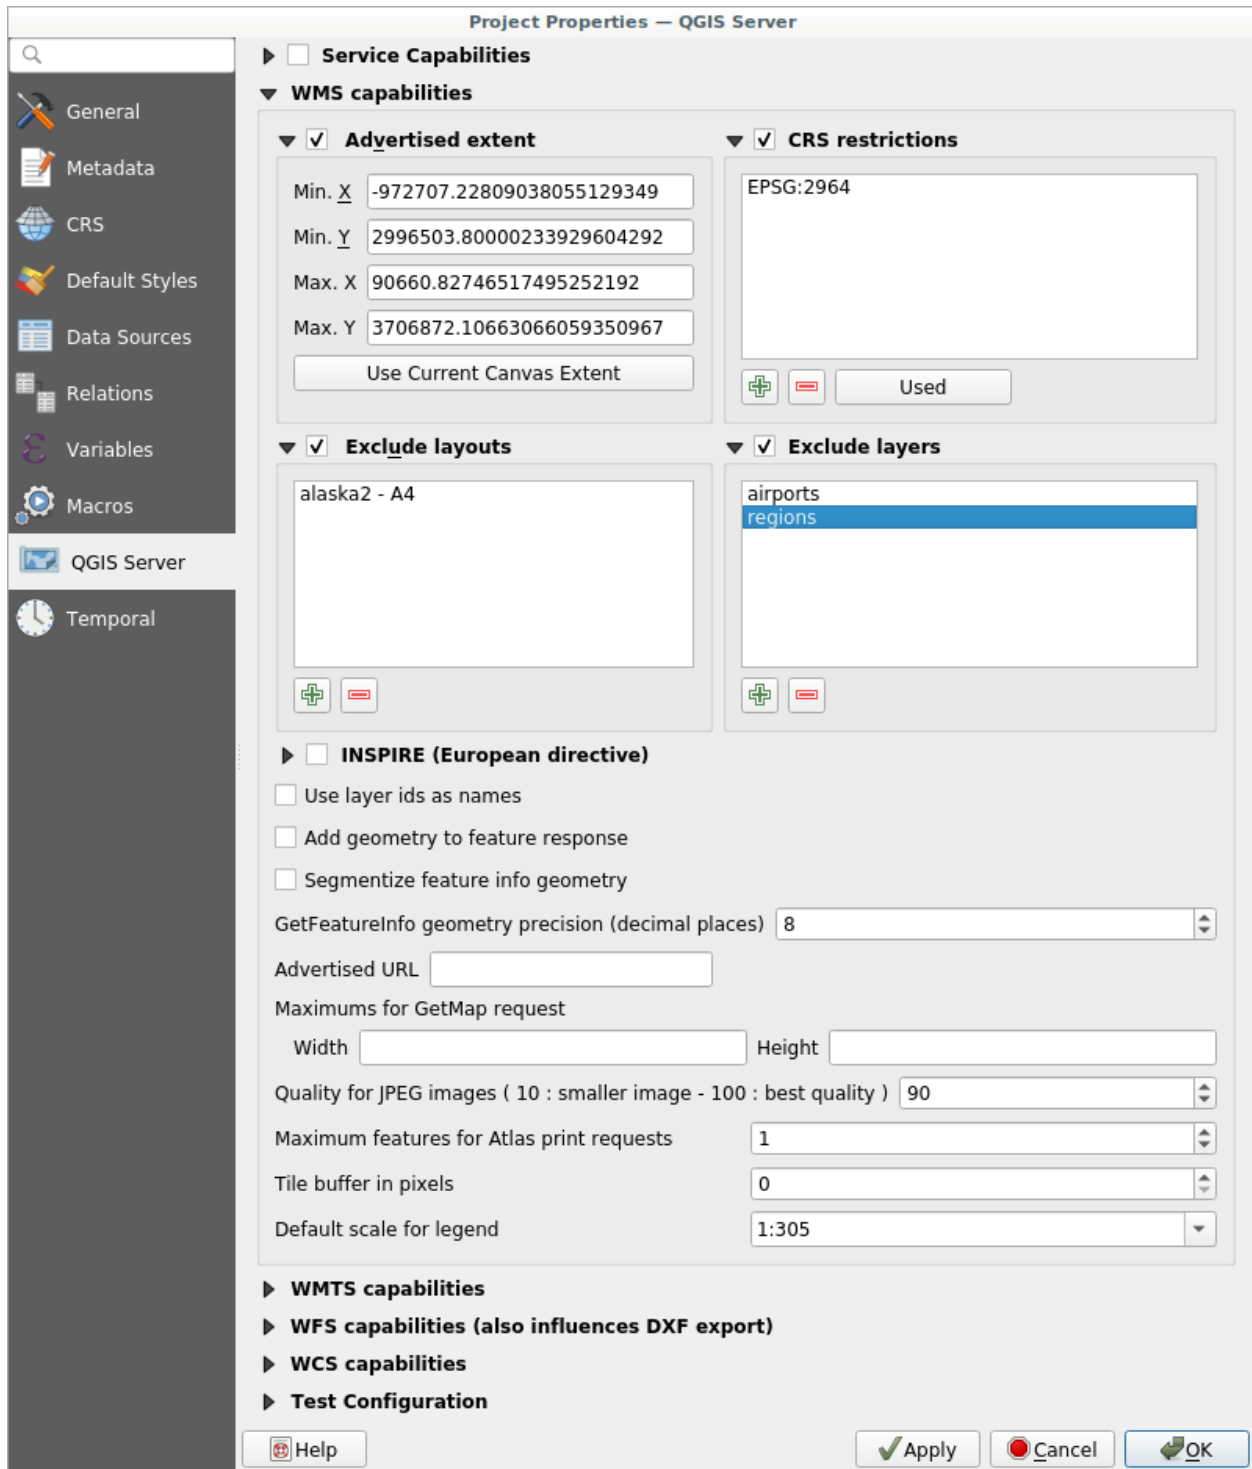 Project Properties — QGIS Server
General
Metadata
CRS
Default Styles
Data Sources
Relations
Variables
Macros
QGIS Server
Temporal
Service Capabilities
WMS capabilities
Advertised extent
Min. X -972707.22809038055129349
Min. Y 2996503.80000233929604292
Max. X 90660.82746517495252192
Max. Y 3706872.10663066059350967
Use Current Canvas Extent
CRS restrictions
EPSG:2964
Used
Exclude layouts
alaska2 - A4
Exclude layers
airports
regions
INSPIRE (European directive)
Use layer ids as names
Add geometry to feature response
Segmentize feature info geometry
GetFeatureInfo geometry precision (decimal places) 8
Advertised URL
Maximums for GetMap request
Width Height
Quality for JPEG images ( 10 : smaller image - 100 : best quality ) 90
Maximum features for Atlas print requests 1
Tile buffer in pixels 0
Default scale for legend 1:305
WMTS capabilities
WFS capabilities (also influences DXF export)
WCS capabilities
Test Configuration
Help Apply Cancel OK